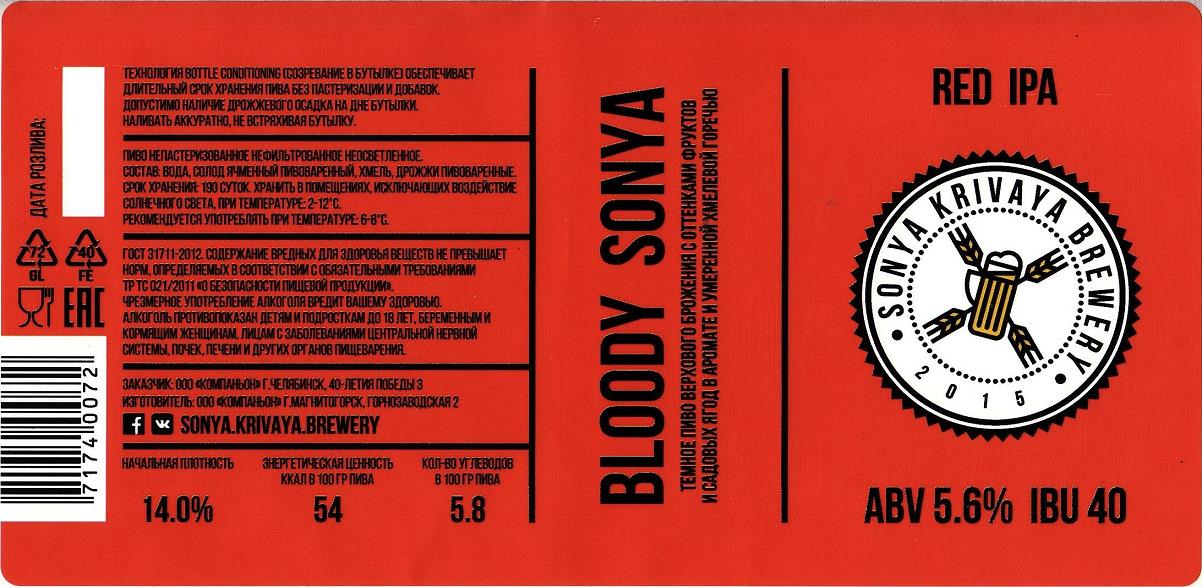 ТЕХНОЛОГИЯ BOTTLE CONDITIONING (СОЗРЕВАНИЕ В БУТЫЛКЕ) ОБЕСПЕЧИВАЕТ
ДЛИТЕЛЬНЫЙ СРОК ХРАНЕНИЯ ПИВА БЕЗ ПАСТЕРИЗАЦИИ И ДОБАВОК.
ДОПУСТИМО НАЛИЧИЕ ДРОЖЖЕВОГО ОСАДКА НА ДНЕ БУТЫЛКИ.
НАЛИВАТЬ АККУРАТНО, НЕ ВСТРЯХИВАЯ БУТЫЛКУ.
ПИВО НЕПАСТЕРИЗОВАННОЕ НЕФИЛЬТРОВАННОЕ НЕОСВЕТЛЕННОЕ.
СОСТАВ: ВОДА, СОЛОД ЯЧМЕННЫЙ ПИВОВАРЕННЫЙ, ХМЕЛЬ, ДРОЖЖИ ПИВОВАРЕННЫЕ.
СРОК ХРАНЕНИЯ: 190 СУТОК. ХРАНИТЬ В ПОМЕЩЕНИЯХ, ИСКЛЮЧАЮЩИХ ВОЗДЕЙСТВИЕ
СОЛНЕЧНОГО СВЕТА, ПРИ ТЕМПЕРАТУРЕ: 2-12°С.
РЕКОМЕНДУЕТСЯ УПОТРЕБЛЯТЬ ПРИ ТЕМПЕРАТУРЕ: 6-8°С.
ГОСТ 31711-2012. СОДЕРЖАНИЕ ВРЕДНЫХ ДЛЯ ЗДОРОВЬЯ ВЕЩЕСТВ НЕ ПРЕВЫШАЕТ
НОРМ, ОПРЕДЕЛЯЕМЫХ В СООТВЕТСТВИИ С ОБЯЗАТЕЛЬНЫМИ ТРЕБОВАНИЯМИ
ТР ТС 021/2011 «О БЕЗОПАСНОСТИ ПИЩЕВОЙ ПРОДУКЦИИ».
ЧРЕЗМЕРНОЕ УПОТРЕБЛЕНИЕ АЛКОГОЛЯ ВРЕДИТ ВАШЕМУ ЗДОРОВЬЮ.
АЛКОГОЛЬ ПРОТИВОПОКАЗАН ДЕТЯМ И ПОДРОСТКАМ ДО 18 ЛЕТ, БЕРЕМЕННЫМ И
КОРМЯЩИМ ЖЕНЩИНАМ, ЛИЦАМ С ЗАБОЛЕВАНИЯМИ ЦЕНТРАЛЬНОЙ НЕРВНОЙ
СИСТЕМЫ, ПОЧЕК, ПЕЧЕНИ И ДРУГИХ ОРГАНОВ ПИЩЕВАРЕНИЯ.
ЗАКАЗЧИК: ООО «КОМПАНЬОН» Г.ЧЕЛЯБИНСК, 40-ЛЕТИЯ ПОБЕДЫ 3
ИЗГОТОВИТЕЛЬ: ООО «КОМПАНЬОН» Г.МАГНИТОГОРСК, ГОРНОЗАВОДСКАЯ 2
SONYA.KRIVAYA.BREWERY
НАЧАЛЬНАЯ ПЛОТНОСТЬ
14.0%
ЭНЕРГЕТИЧЕСКАЯ ЦЕННОСТЬ
ККАЛ В 100 ГР ПИВА
54
КОЛ-ВО УГЛЕВОДОВ
В 100 ГР ПИВА
5.8
ДАТА РОЗЛИВА:
72
GL
40
FE
EAC
71740072
BLOODY SONYA
ТЕМНОЕ ПИВО ВЕРХОВОГО БРОЖЕНИЯ С ОТТЕНКАМИ ФРУКТОВ
И САДОВЫХ ЯГОД В АРОМАТЕ И УМЕРЕННОЙ ХМЕЛЕВОЙ ГОРЕЧЬЮ
RED IPA
SONYA KRIVAYA BREWERY
2015
ABV 5.6% IBU 40